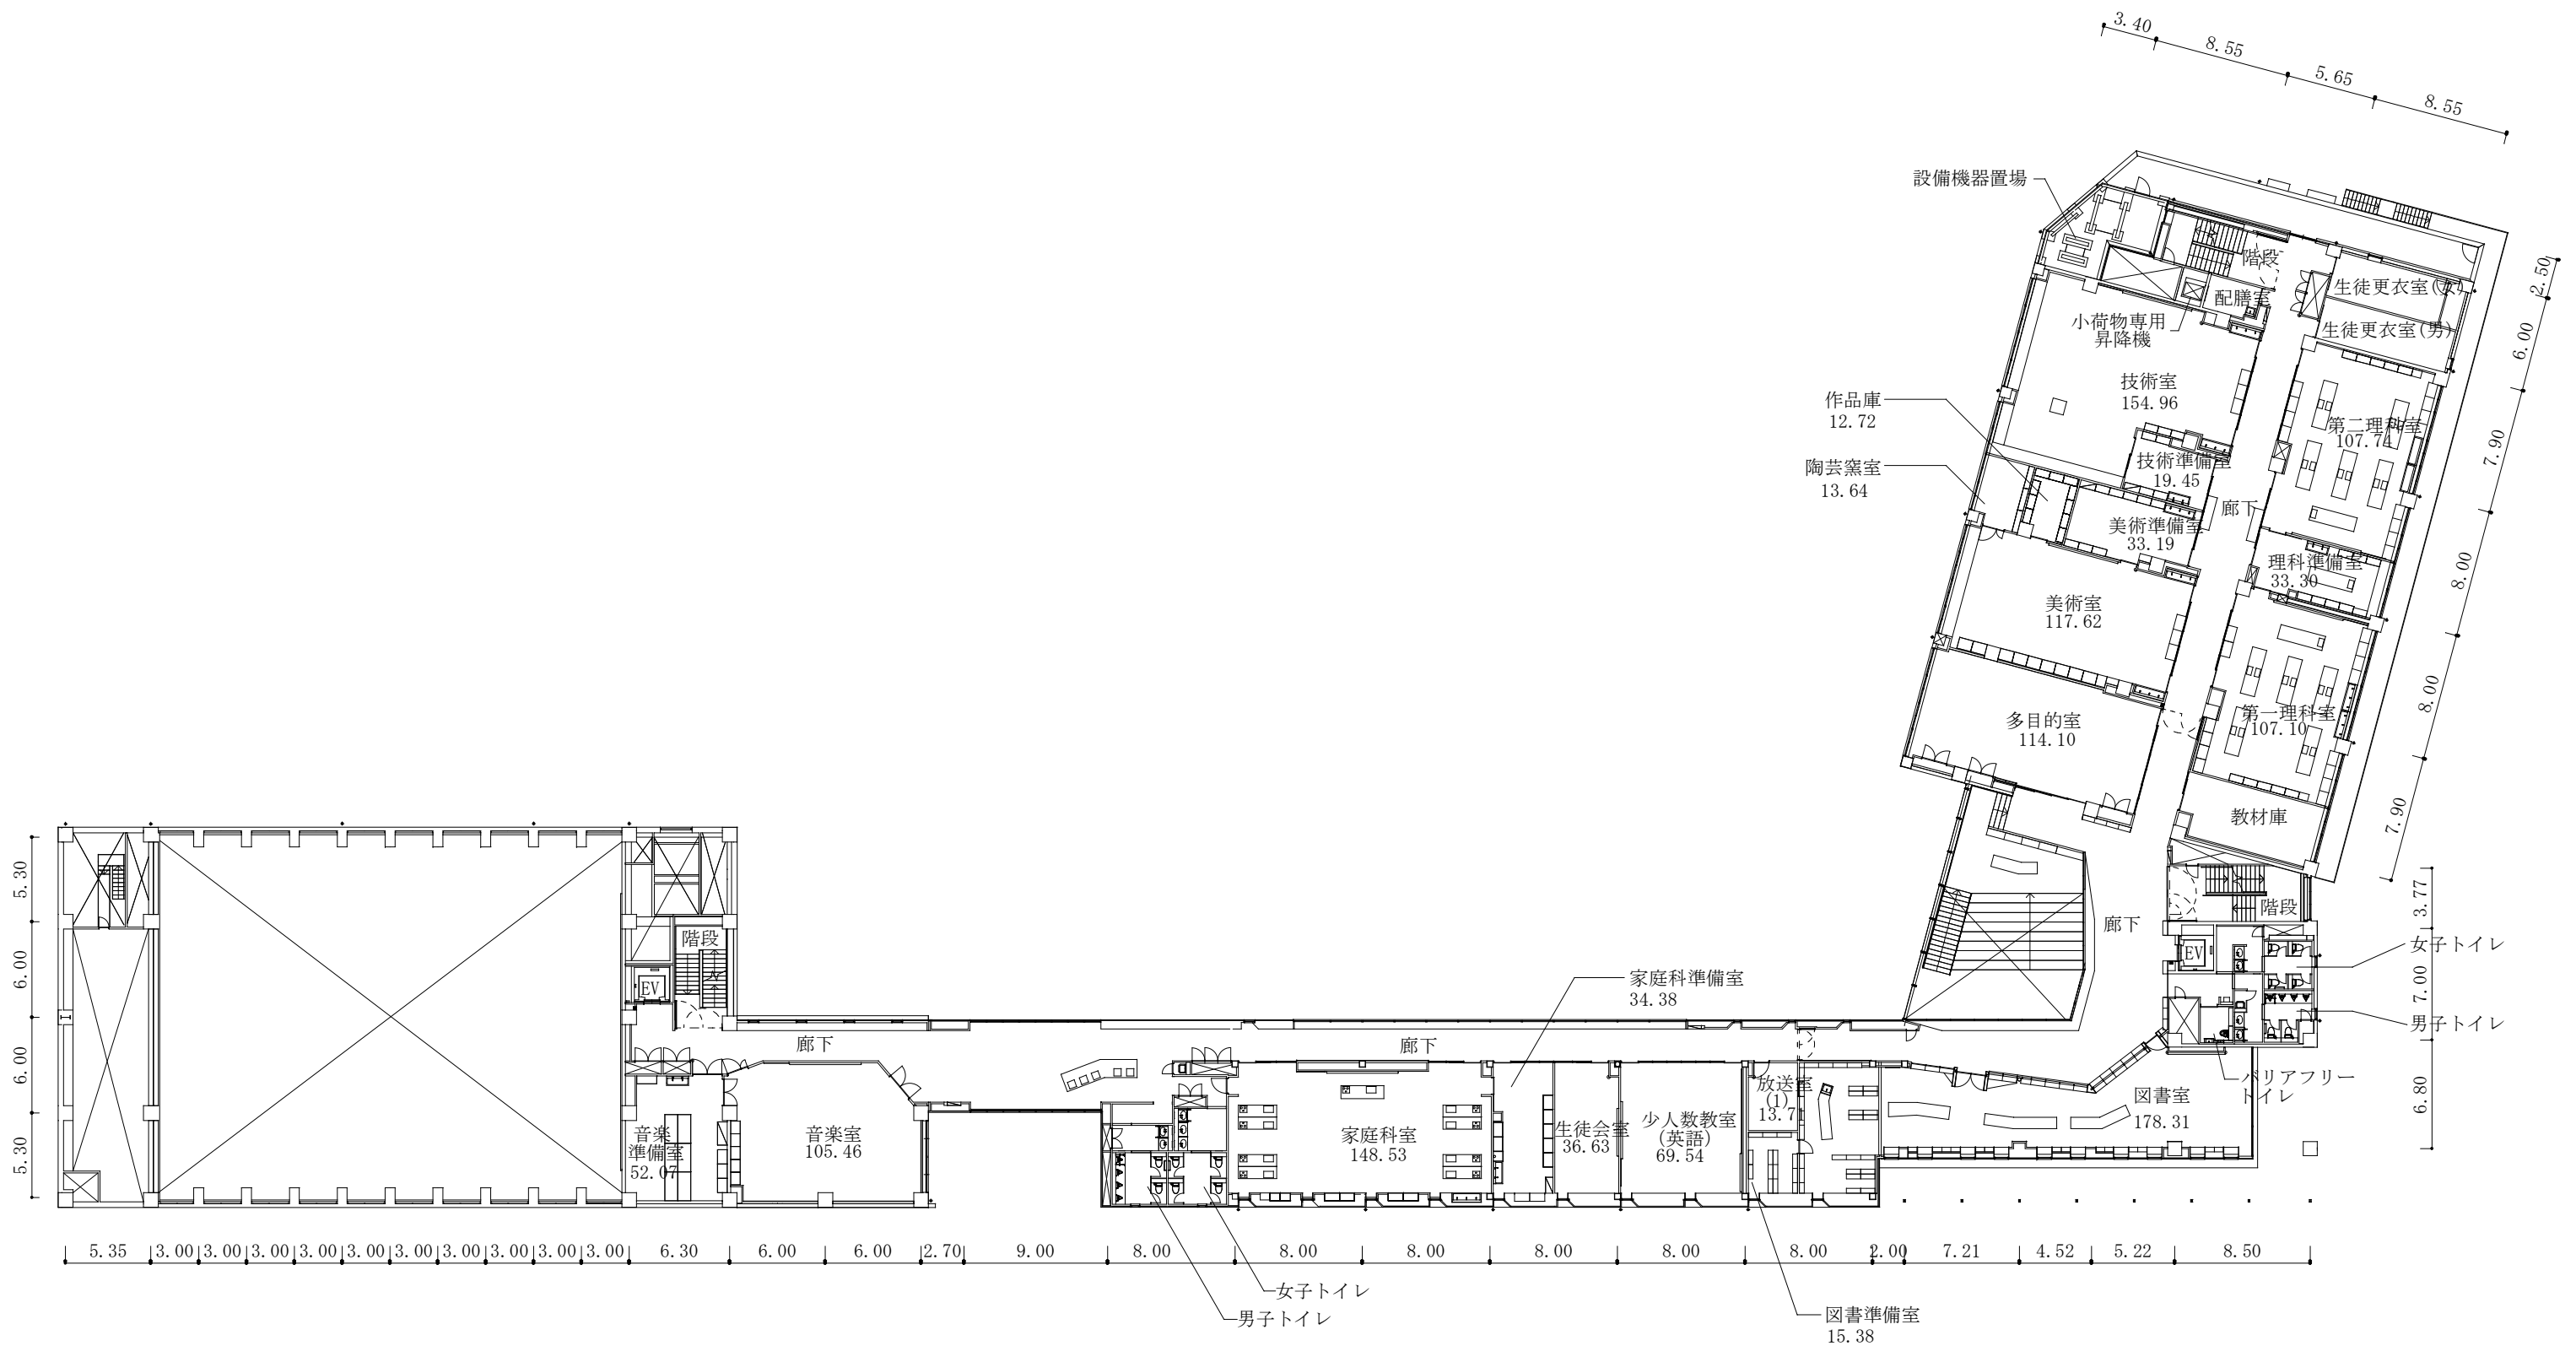 3.40
8.55
5.65
8.55
設備機器置場
階段
配膳室
小荷物専用
昇降機
生徒更衣室(女)
生徒更衣室(男)
2.50
6.00
7.90
8.00
8.00
7.90
技術室
154.96
作品庫
12.72
陶芸窯室
13.64
第二理科室
107.74
技術準備室
19.45
廊下
美術準備室
33.19
理科準備室
33.30
美術室
117.62
多目的室
114.10
第一理科室
107.10
教材庫
階段
廊下
EV
女子トイレ
男子トイレ
バリアフリー
トイレ
3.77
7.00
6.80
5.30
6.00
6.00
5.30
階段
EV
廊下
音楽
準備室
52.07
音楽室
105.46
廊下
家庭科準備室
34.38
家庭科室
148.53
生徒会室
36.63
少人数教室
(英語)
69.54
放送室
(1)
13.71
図書室
178.31
5.35
3.00
3.00
3.00
3.00
3.00
3.00
3.00
3.00
3.00
3.00
6.30
6.00
6.00
2.70
9.00
8.00
8.00
8.00
8.00
8.00
8.00
2.00
7.21
4.52
5.22
8.50
女子トイレ
男子トイレ
図書準備室
15.38